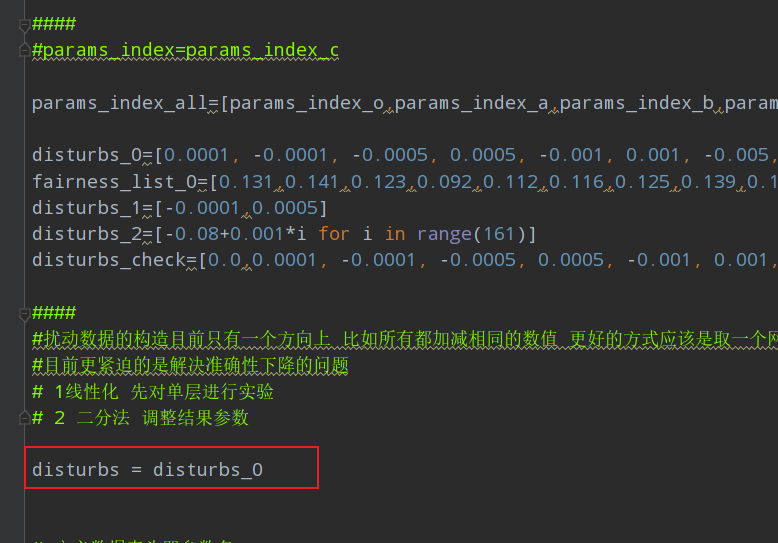 ####
#params_index=params_index_c
params_index_all=[params_index_o,params_index_a,params_index_b,param
disturbs_0=[0.0001, -0.0001, -0.0005, 0.0005, -0.001, 0.001, -0.005,
fairness_list_0=[0.131,0.141,0.123,0.092,0.112,0.116,0.125,0.139,0.1
disturbs_1=[-0.0001,0.0005]
disturbs_2=[-0.08+0.001*i for i in range(161)]
disturbs_check=[0.0,0.0001, -0.0001, -0.0005, 0.0005, -0.001, 0.001,
####
#扰动数据的构造目前只有一个方向上 比如所有都加减相同的数值 更好的方式应该是取一个
#目前更紧迫的是解决准确性下降的问题
# 1线性化 先对单层进行实验
# 2 二分法 调整结果参数
disturbs = disturbs_0